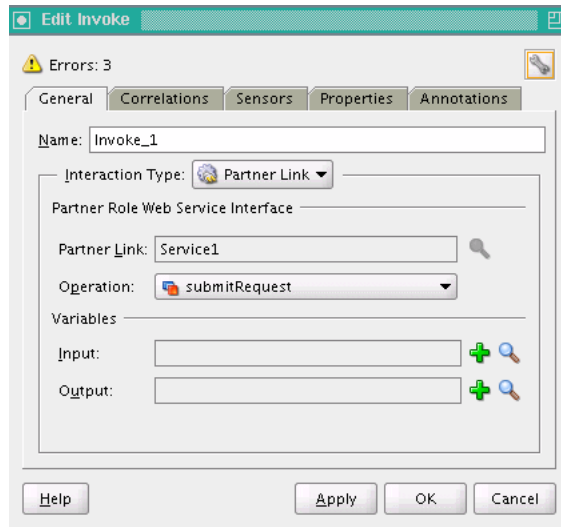 Edit Invoke
Errors: 3
General Correlations Sensors Properties Annotations
Name: Invoke_1
Interaction Type: Partner Link
Partner Role Web Service Interface
Partner Link: Service1
Operation: submitRequest
Variables
Input:
Output:
Help Apply OK Cancel